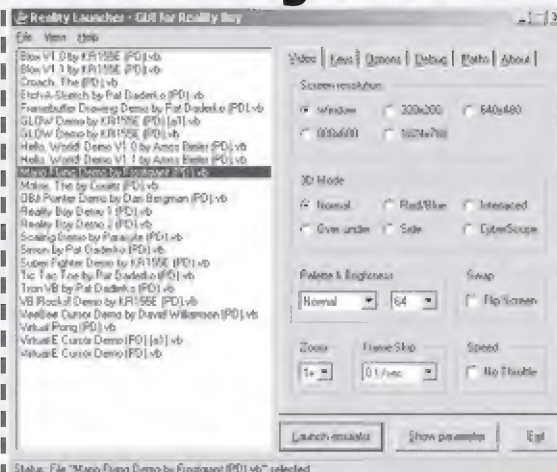 Reality Launcher - GUI for Reality Boy
File View Help
Blox V1.0 by KR155E (PD).vb
Blox V1.1 by KR155E (PD).vb
Croach, The (PD).vb
Etch-A-Sketch by Pat Daderko (PD).vb
Framebuffer Drawing Demo by Pat Daderko (PD).vb
GLOW Demo by KR155E (PD) [a1].vb
GLOW Demo by KR155E (PD).vb
Hello, World! Demo V1.0 by Amos Bieler (PD).vb
Hello, World! Demo V1.1 by Amos Bieler (PD).vb
Mario Flying Demo by Frostgiant (PD).vb
Matrix, The by (PD).vb
OBJ Pointer Demo by Dan Bergman (PD).vb
Reality Boy Demo 1 (PD).vb
Reality Boy Demo 2 (PD).vb
Scaling Demo by Parasyte (PD).vb
Simon by Pat Daderko (PD).vb
Super Fighter Demo by KR155E (PD).vb
Tic Tac Toe by Pat Daderko (PD).vb
Tron VB by Pat Daderko (PD).vb
VB Rocks! Demo by KR155E (PD).vb
VeeBee Cursor Demo by David Williamson (PD).vb
Virtual Pong (PD).vb
Virtual-E Cursor Demo (PD) [a1].vb
Virtual-E Cursor Demo (PD).vb
Video Keys Options Debug Paths About
Screen resolution
Window 320x200 640x480
800x600 1024x768
3D Mode
Normal Red/Blue Interlaced
Over under Side CyberScope
Palette & Brightness Swap
Normal 64 Flip Screen
Zoom Frame Skip Speed
1x 0 f./sec No Throttle
Launch emulator Show parameter Exit
Status: File "Mario Flying Demo by Frostgiant (PD).vb" selected